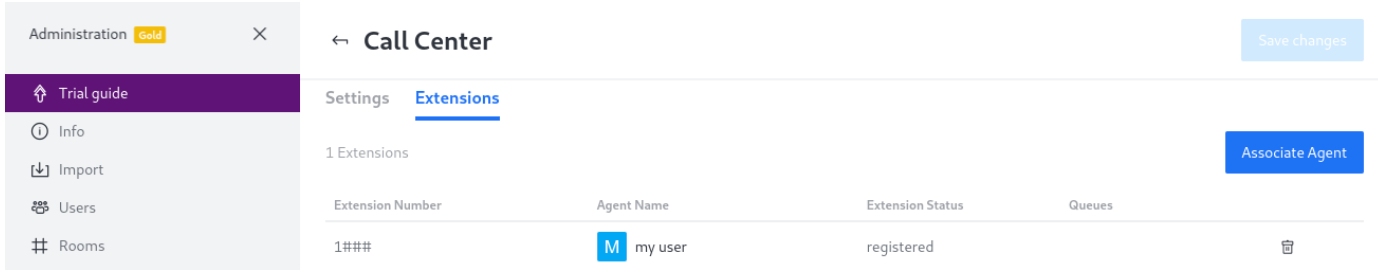 Administration Gold
Call Center
Save changes
Trial guide
Info
Import
Users
Rooms
Settings Extensions
1 Extensions
Associate Agent
Extension Number Agent Name Extension Status Queues
1### M my user registered